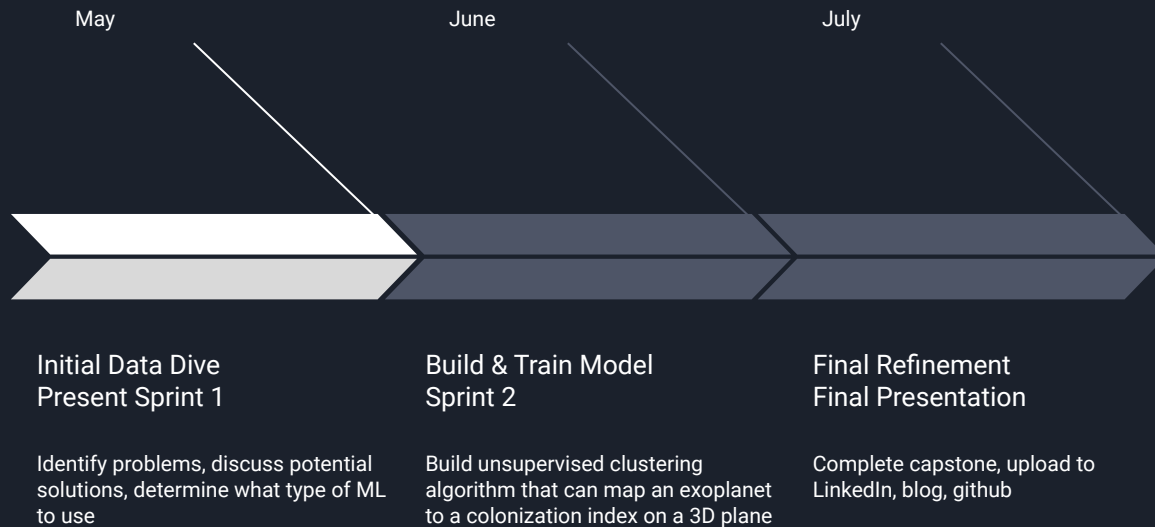 May
June
July
Initial Data Dive
Present Sprint 1
Build & Train Model
Sprint 2
Final Refinement
Final Presentation
Identify problems, discuss potential
solutions, determine what type of ML
to use
Build unsupervised clustering
algorithm that can map an exoplanet
to a colonization index on a 3D plane
Complete capstone, upload to
LinkedIn, blog, github